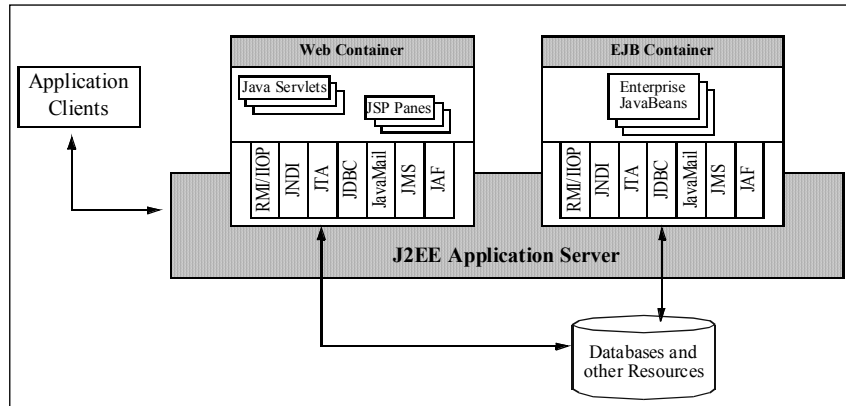 Web Container
EJB Container
Application
Clients
Java Servlets
JSP Panes
Enterprise
JavaBeans
RMI/IIOP
JNDI
JTA
JDBC
JavaMail
JMS
JAF
RMI/IIOP
JNDI
JTA
JDBC
JavaMail
JMS
JAF
J2EE Application Server
Databases and
other Resources